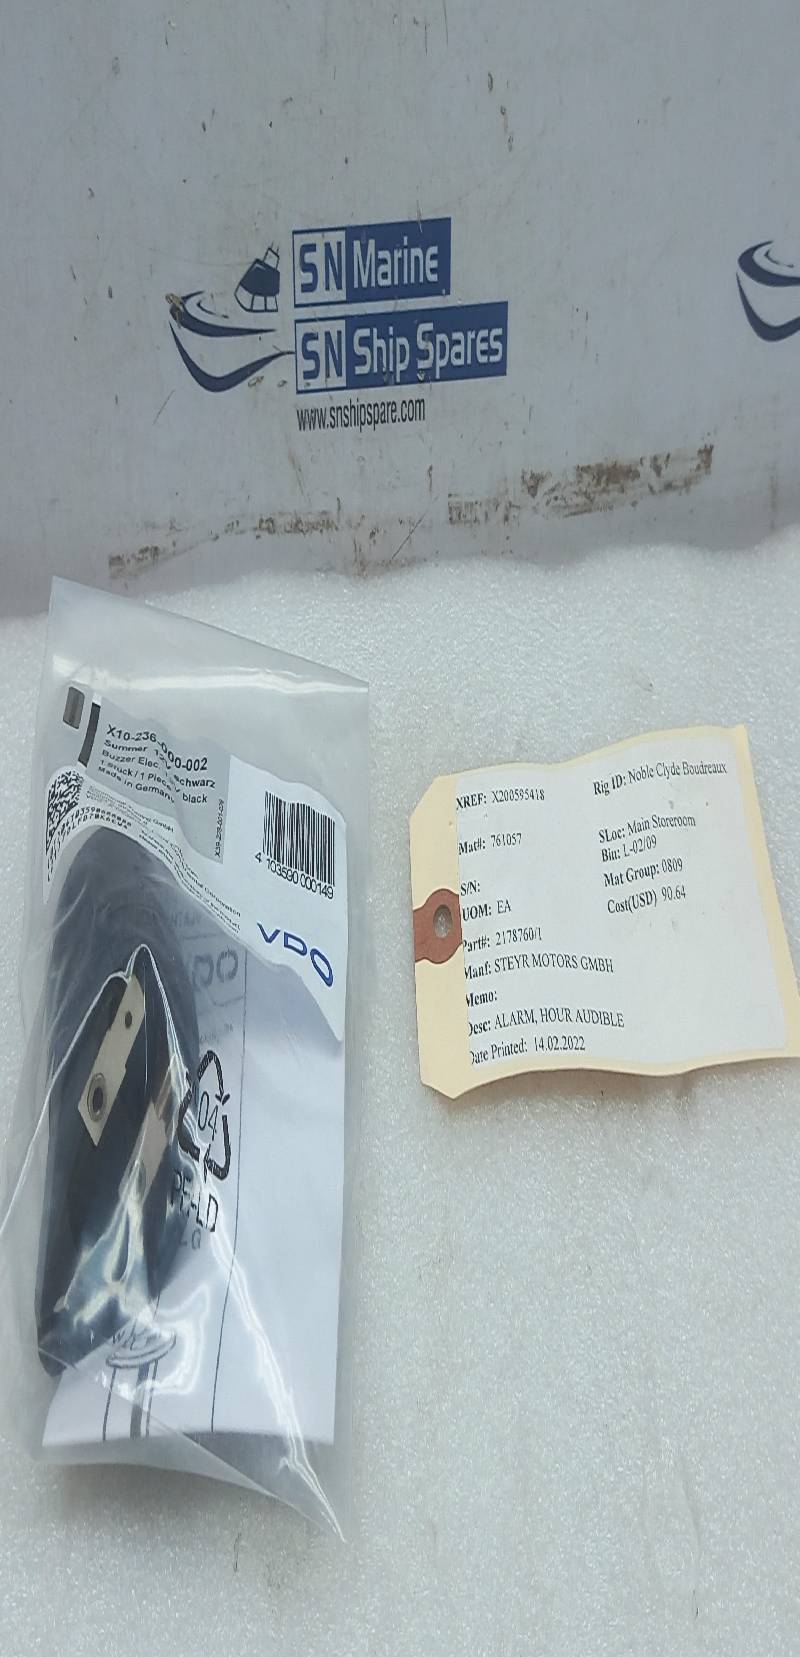 SN Marine
SN Ship Spares
www.snshipspare.com
X10-236-000-002
Summer schwarz
Buzzer Elec. black
1 Stück / 1 Piece
Made in Germany
4 103590 000149
VDO
04
PE-LD
XREF: X200595418
Rig ID: Noble Clyde Boudreaux
Mat#: 761057
SLoc: Main Storeroom
Bin: L-02/09
S/N:
Mat Group: 0809
UOM: EA
Cost(USD) 90.64
Part#: 2178760/1
Manf: STEYR MOTORS GMBH
Memo:
Desc: ALARM, HOUR AUDIBLE
Date Printed: 14.02.2022